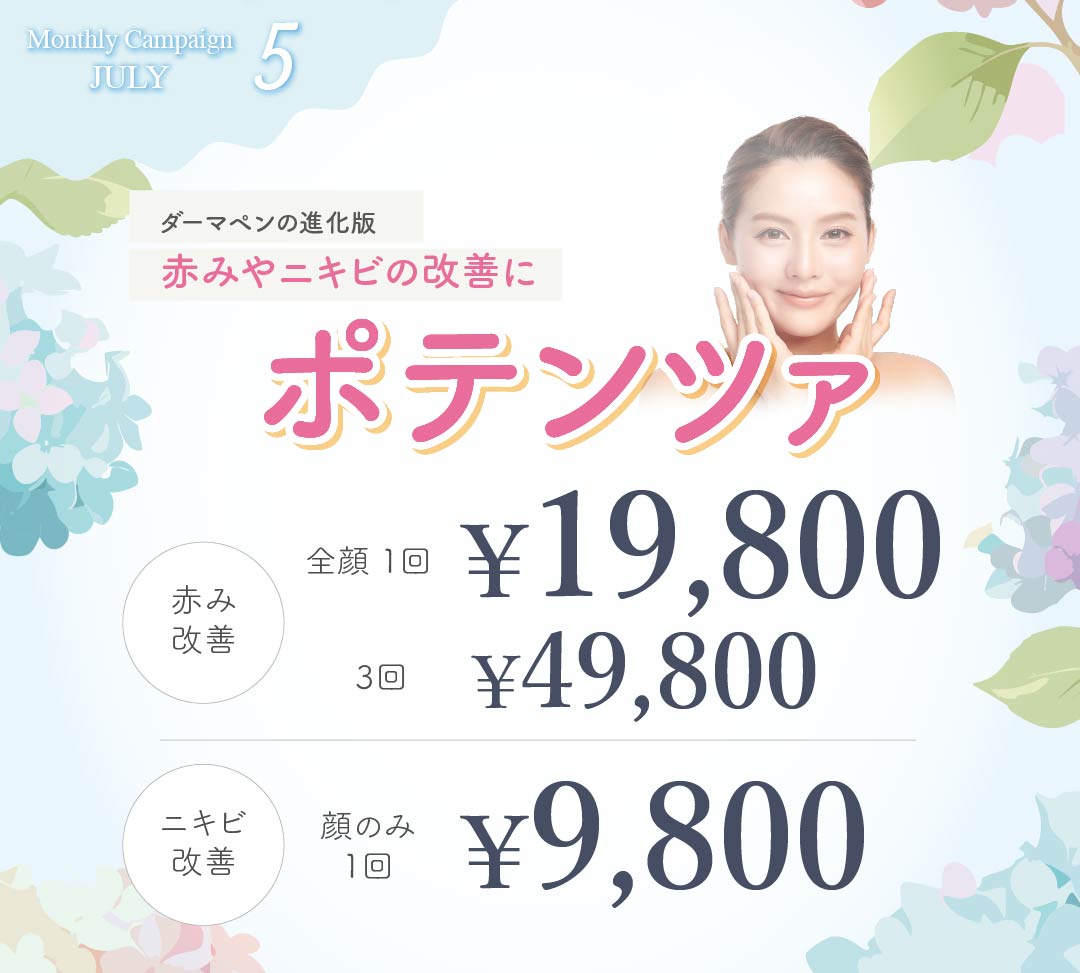 Monthly Campaign
JULY
5
ダーマペンの進化版
赤みやニキビの改善に
ポテンツァ
赤み
改善
全顔 1回
¥19,800
3回
¥49,800
ニキビ
改善
顔のみ
1回
¥9,800